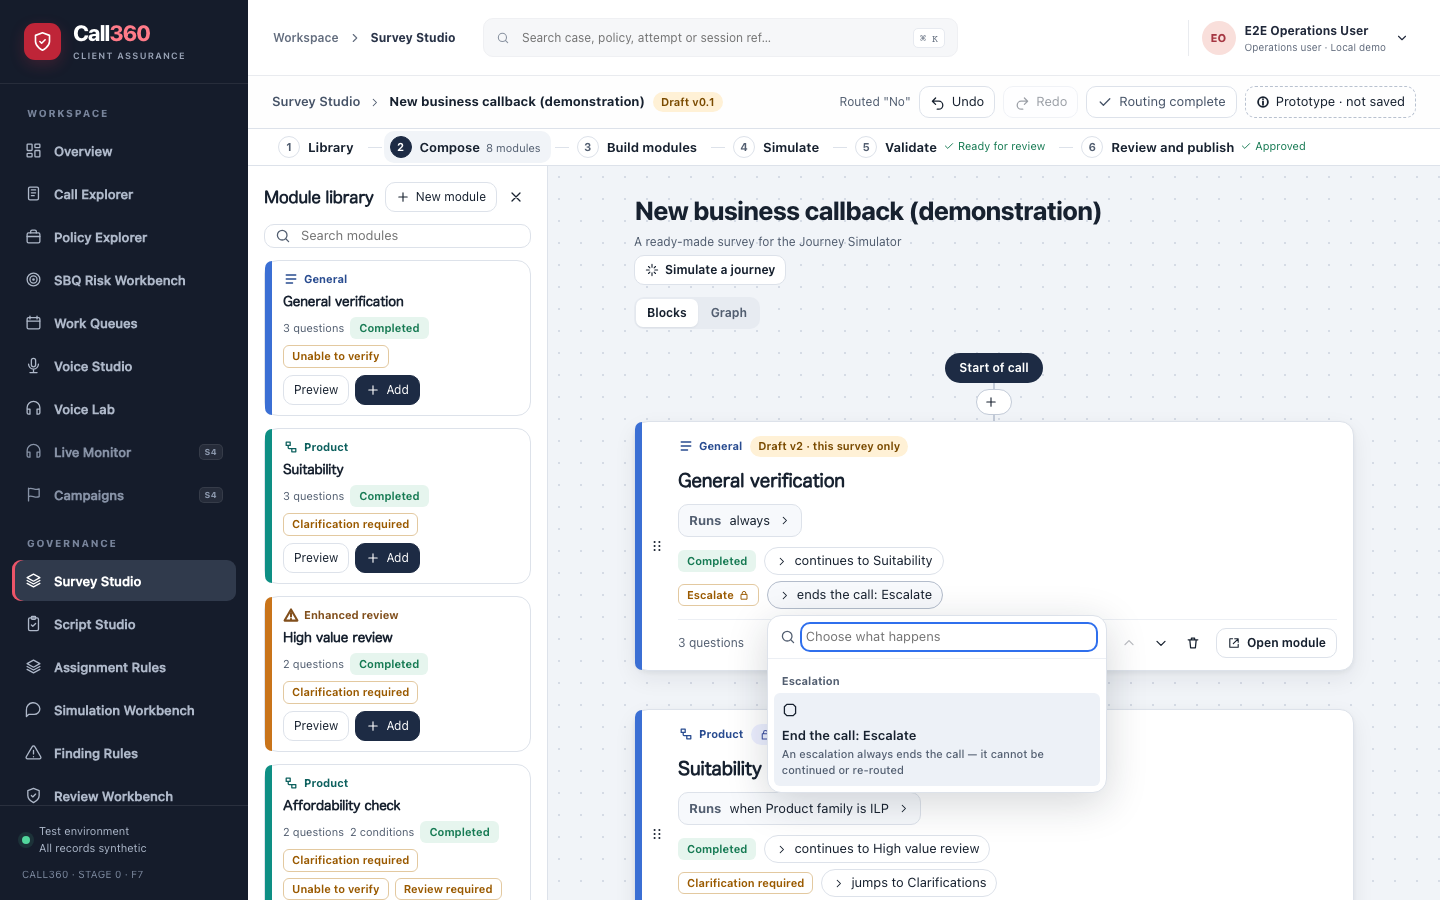 Call360
CLIENT ASSURANCE
WORKSPACE
Overview
Call Explorer
Policy Explorer
SBQ Risk Workbench
Work Queues
Voice Studio
Voice Lab
Live Monitor S4
Campaigns S4
GOVERNANCE
Survey Studio
Script Studio
Assignment Rules
Simulation Workbench
Finding Rules
Review Workbench
Test environment
All records synthetic
CALL360 · STAGE 0 · F7
Workspace > Survey Studio
Search case, policy, attempt or session ref...
⌘ K
EO
E2E Operations User
Operations user · Local demo
Survey Studio > New business callback (demonstration) Draft v0.1
Routed "No" Undo Redo Routing complete Prototype · not saved
1 Library
2 Compose 8 modules
3 Build modules
4 Simulate
5 Validate Ready for review
6 Review and publish Approved
Module library
New module
Search modules
General
General verification
3 questions Completed
Unable to verify
Preview Add
Product
Suitability
3 questions Completed
Clarification required
Preview Add
Enhanced review
High value review
2 questions Completed
Clarification required
Preview Add
Product
Affordability check
2 questions 2 conditions Completed
Clarification required
Unable to verify Review required
New business callback (demonstration)
A ready-made survey for the Journey Simulator
Simulate a journey
Blocks Graph
Start of call
General Draft v2 · this survey only
General verification
Runs always
Completed continues to Suitability
Escalate ends the call: Escalate
3 questions
Open module
Choose what happens
Escalation
End the call: Escalate
An escalation always ends the call — it cannot be
continued or re-routed
Product
Suitability
Runs when Product family is ILP
Completed continues to High value review
Clarification required jumps to Clarifications